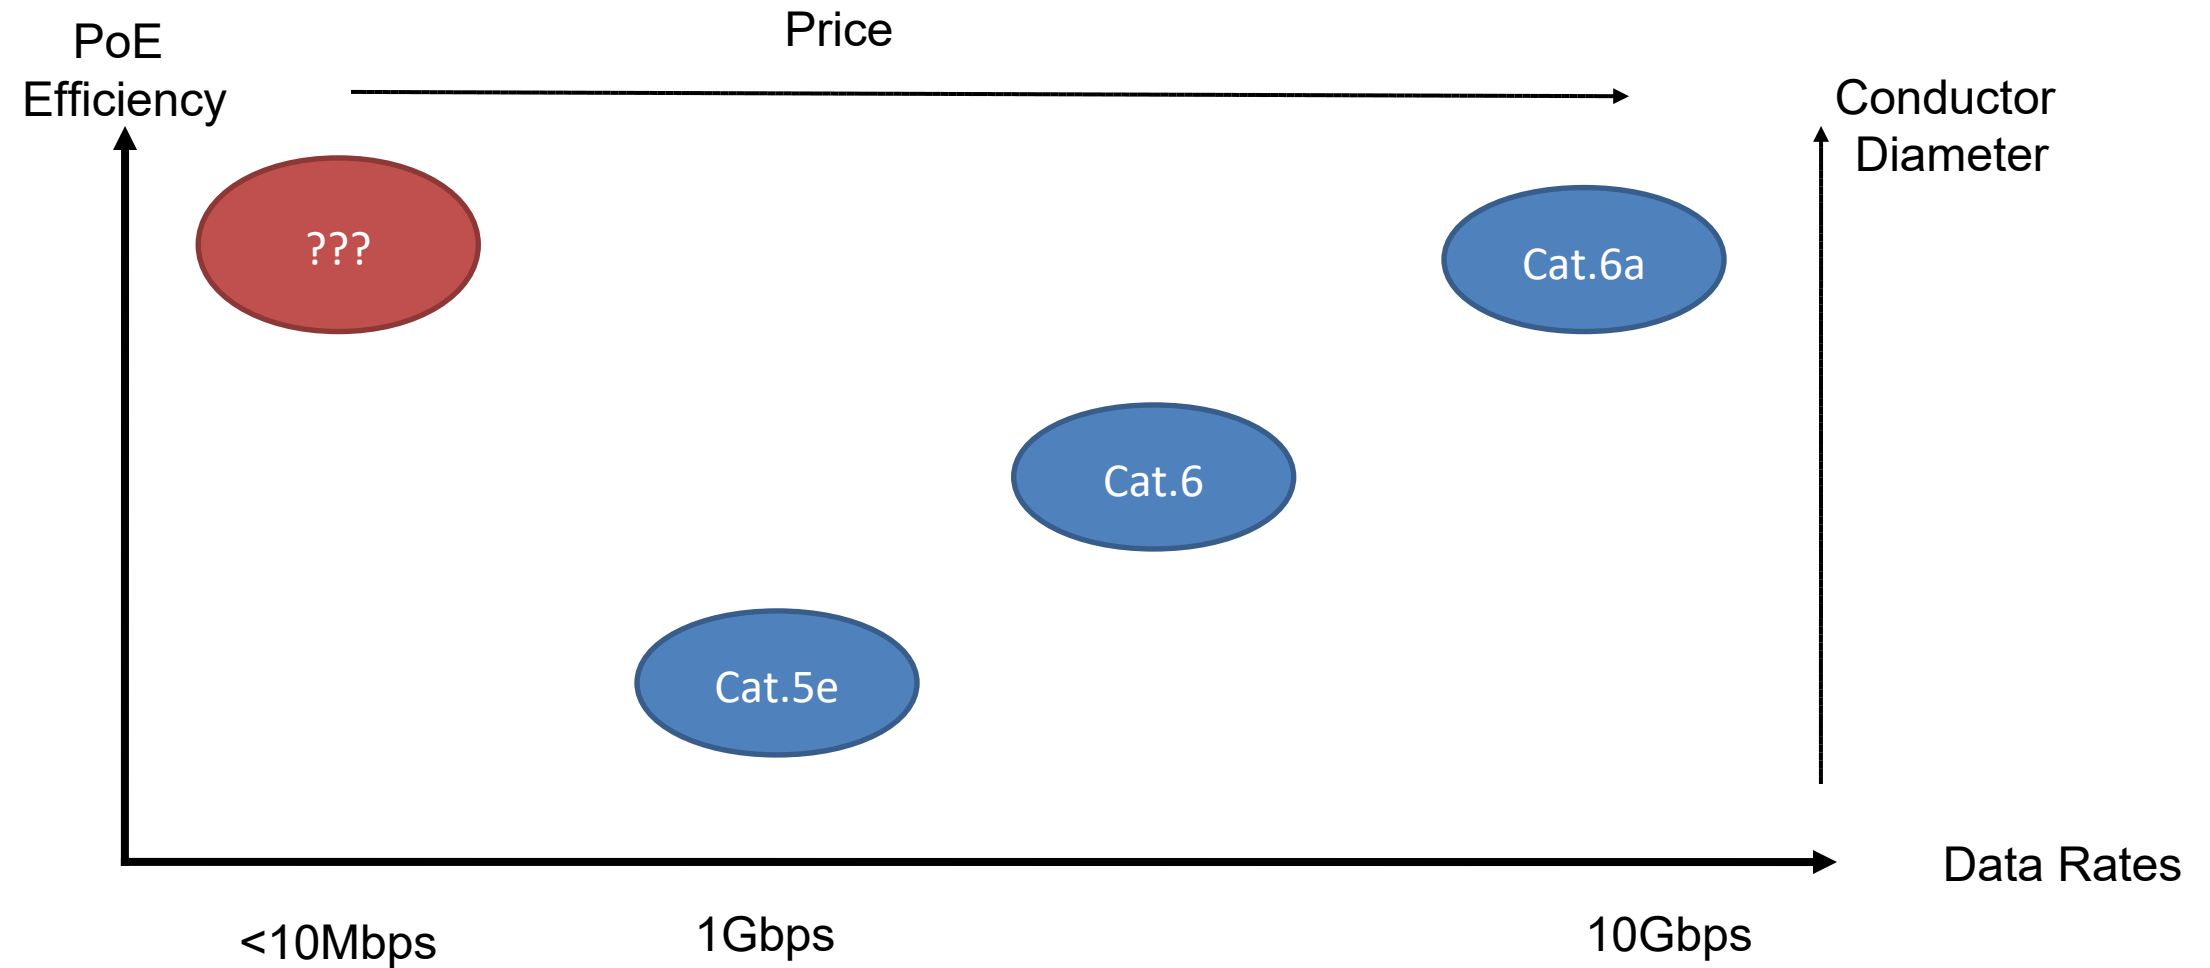 PoE
Efficiency
Price
Conductor
Diameter
???
Cat.6a
Cat.6
Cat.5e
Data Rates
<10Mbps
1Gbps
10Gbps